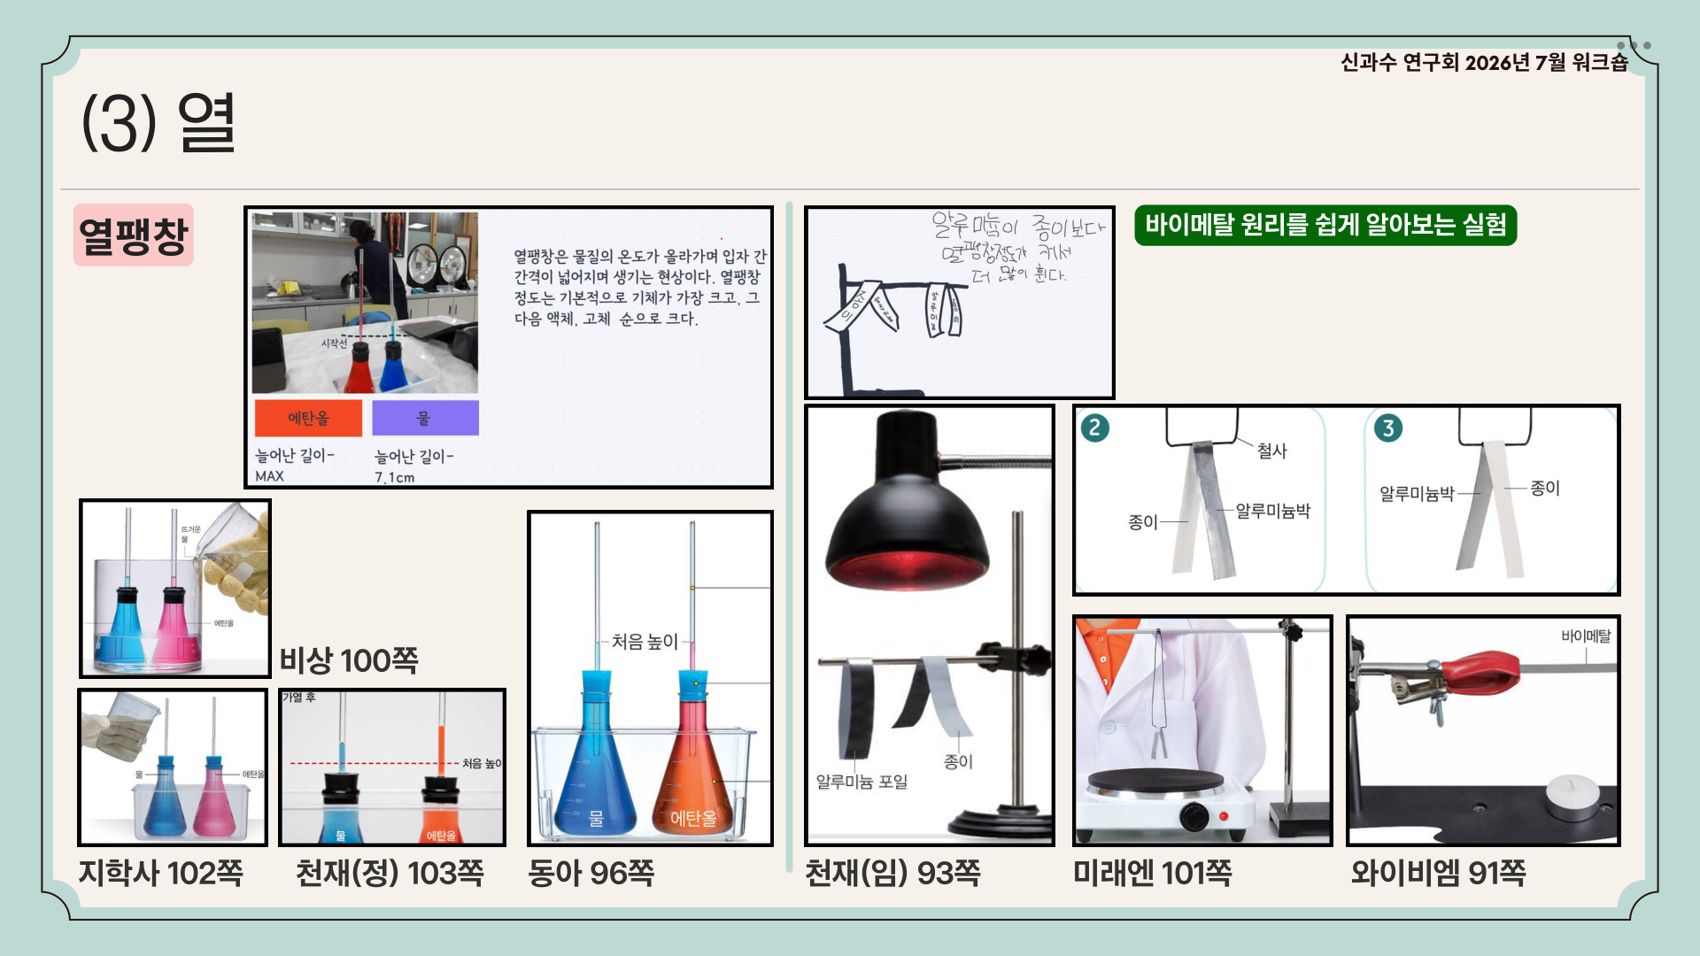 신과수 연구회 2026년 7월 워크숍
(3) 열
열팽창
시작선
에탄올
물
늘어난 길이-
MAX
늘어난 길이-
7.1cm
열팽창은 물질의 온도가 올라가며 입자 간
간격이 넓어지며 생기는 현상이다. 열팽창
정도는 기본적으로 기체가 가장 크고, 그
다음 액체, 고체 순으로 크다.
뜨거운
물
에탄올
비상 100쪽
물
에탄올
지학사 102쪽
가열 후
처음 높이
물
에탄올
천재(정) 103쪽
처음 높이
물
에탄올
동아 96쪽
알루미늄이 종이보다
열팽창정도가 커서
더 많이 휜다.
바이메탈 원리를 쉽게 알아보는 실험
알루미늄 포일
종이
천재(임) 93쪽
2
철사
종이
알루미늄박
3
알루미늄박
종이
미래엔 101쪽
바이메탈
와이비엠 91쪽